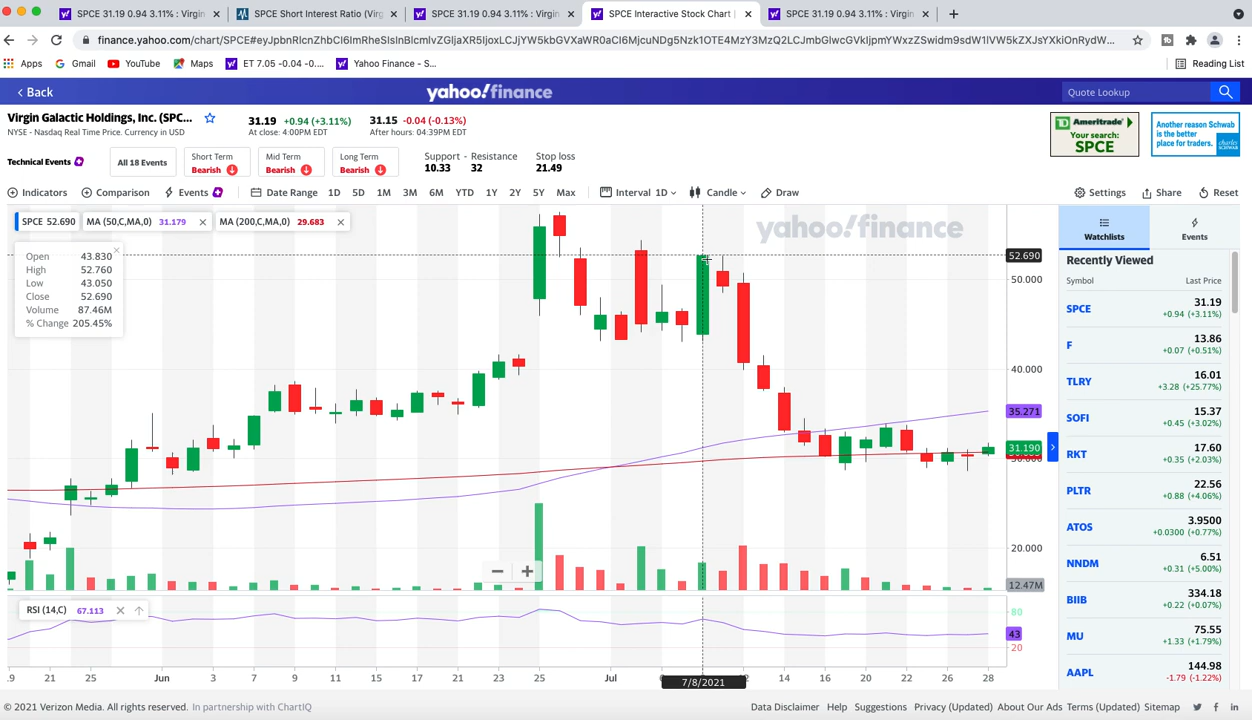 SPCE 31.19 0.94 3.11% : Virgin
SPCE Short Interest Ratio (Virg
SPCE 31.19 0.94 3.11% : Virgin
SPCE Interactive Stock Chart |
SPCE 31.19 0.94 3.11% : Virgin
Apps
Gmail
YouTube
Maps
ET 7.05 -0.04 -0....
Yahoo Finance - S...
Reading List
Back
yahoo!finance
Quote Lookup
Virgin Galactic Holdings, Inc. (SPC...
NYSE - Nasdaq Real Time Price. Currency in USD
31.19 +0.94 (+3.11%)
At close: 4:00PM EDT
31.15 -0.04 (-0.13%)
After hours: 04:39PM EDT
Ameritrade
Your search:
SPCE
Another reason Schwab
is the better
place for traders.
charles
SCHWAB
Technical Events
All 18 Events
Short Term
Bearish
Mid Term
Bearish
Long Term
Bearish
Support - Resistance
10.33 32
Stop loss
21.49
Indicators
Comparison
Events
Date Range
1D
5D
1M
3M
6M
YTD
1Y
2Y
5Y
Max
Interval 1D
Candle
Draw
Settings
Share
Reset
SPCE 52.690
MA (50,C,MA,0) 31.179
MA (200,C,MA,0) 29.683
yahoo!finance
Open 43.830
High 52.760
Low 43.050
Close 52.690
Volume 87.46M
% Change 205.45%
52.690
50.000
40.000
35.271
31.190
20.000
12.47M
RSI (14,C) 67.113
80
43
20
21
25
Jun
3
7
9
11
15
17
21
23
25
29
Jul
7/8/2021
14
16
20
22
26
28
Watchlists
Events
Recently Viewed
Symbol Last Price
SPCE 31.19
+0.94 (+3.11%)
F 13.86
+0.07 (+0.51%)
TLRY 16.01
+3.28 (+25.77%)
SOFI 15.37
+0.45 (+3.02%)
RKT 17.60
+0.35 (+2.03%)
PLTR 22.56
+0.88 (+4.06%)
ATOS 3.9500
+0.0300 (+0.77%)
NNDM 6.51
+0.31 (+5.00%)
BIIB 334.18
+0.22 (+0.07%)
MU 75.55
+1.33 (+1.79%)
AAPL 144.98
-1.79 (-1.22%)
© 2021 Verizon Media. All rights reserved. In partnership with ChartIQ
Data Disclaimer Help Suggestions Privacy (Updated) About Our Ads Terms (Updated) Sitemap